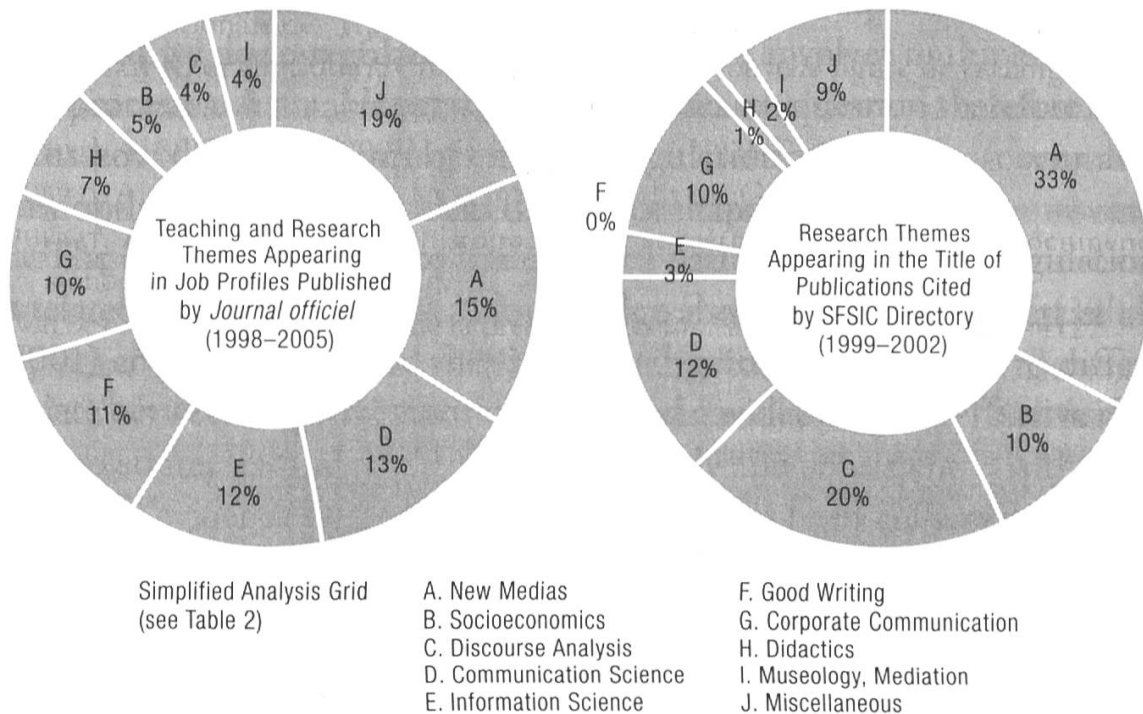 J
19%
A
15%
D
13%
E
12%
F
11%
G
10%
H
7%
B
5%
C
4%
I
4%
Teaching and Research
Themes Appearing
in Job Profiles Published
by Journal officiel
(1998–2005)
A
33%
B
10%
C
20%
D
12%
E
3%
F
0%
G
10%
H
1%
I
2%
J
9%
Research Themes
Appearing in the Title of
Publications Cited
by SFSIC Directory
(1999–2002)
Simplified Analysis Grid
(see Table 2)
A. New Medias
B. Socioeconomics
C. Discourse Analysis
D. Communication Science
E. Information Science
F. Good Writing
G. Corporate Communication
H. Didactics
I. Museology, Mediation
J. Miscellaneous